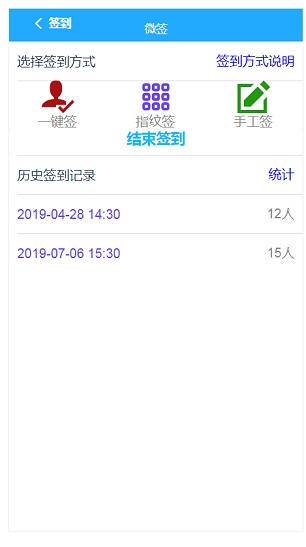 签到
微签
选择签到方式 签到方式说明
一键签 指纹签 手工签
结束签到
历史签到记录 统计
2019-04-28 14:30 12人
2019-07-06 15:30 15人